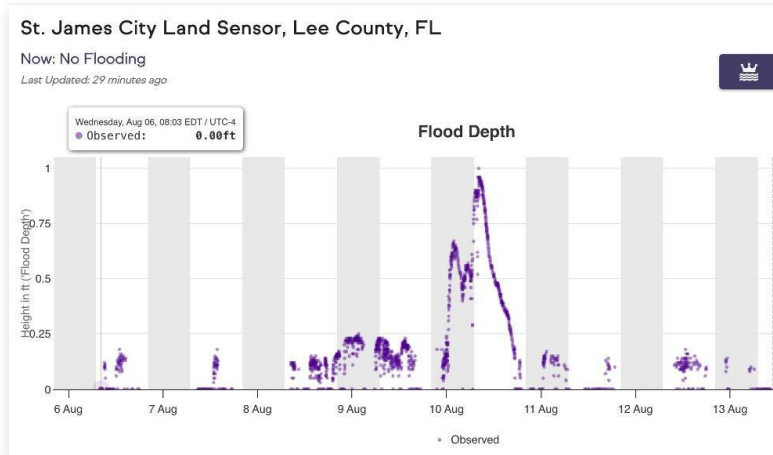 St. James City Land Sensor, Lee County, FL
Now: No Flooding
Last Updated: 29 minutes ago
Wednesday, Aug 06, 08:03 EDT / UTC-4
Observed: 0.00ft
Flood Depth
Height in ft ('Flood Depth')
1
0.75
0.5
0.25
0
6 Aug 7 Aug 8 Aug 9 Aug 10 Aug 11 Aug 12 Aug 13 Aug
Observed